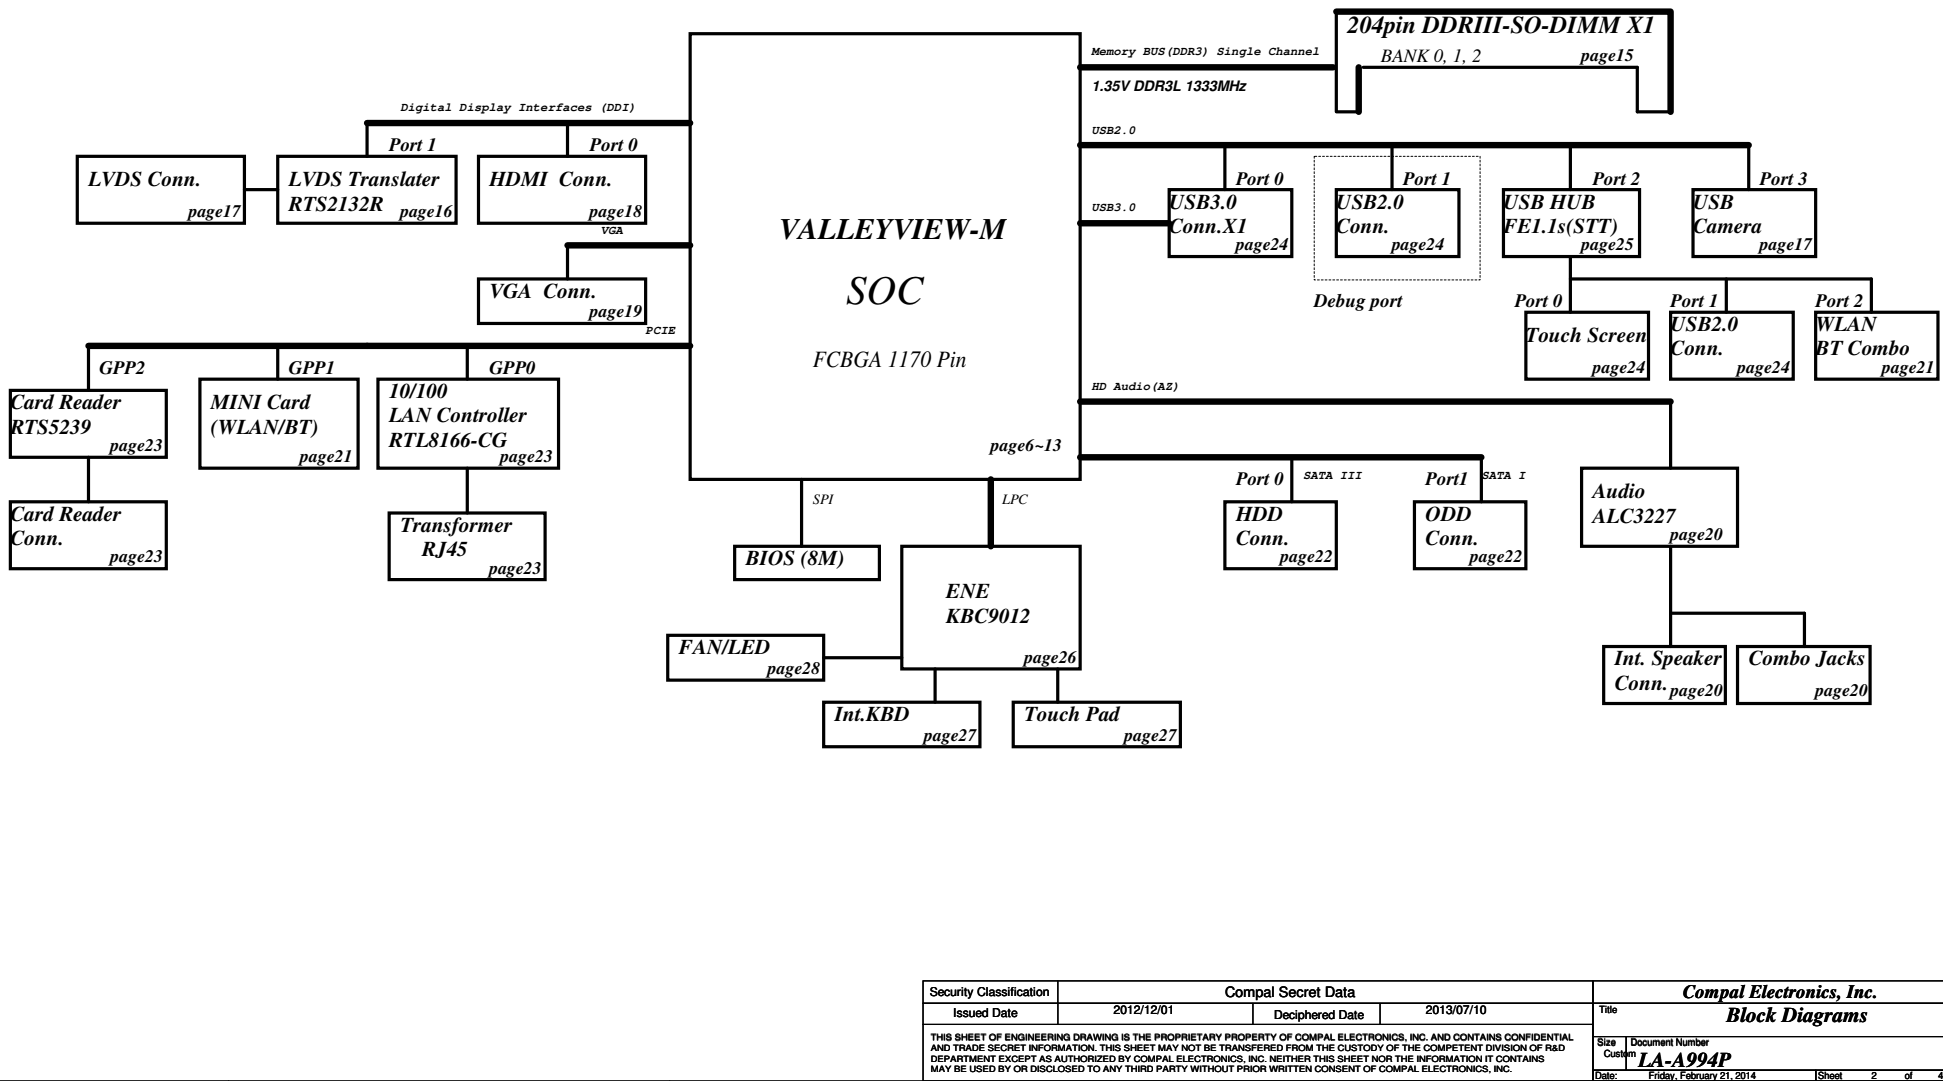 204pin DDRIII-SO-DIMM X1
BANK 0, 1, 2 page15
Memory BUS(DDR3) Single Channel
1.35V DDR3L 1333MHz
Digital Display Interfaces (DDI)
Port 1
Port 0
LVDS Conn.
page17
LVDS Translater
RTS2132R page16
HDMI Conn.
page18
VGA
VGA Conn.
page19
PCIE
GPP2
GPP1
GPP0
Card Reader
RTS5239
page23
MINI Card
(WLAN/BT)
page21
10/100
LAN Controller
RTL8166-CG
page23
Card Reader
Conn.
page23
Transformer
RJ45
page23
VALLEYVIEW-M
SOC
FCBGA 1170 Pin
page6~13
USB2.0
USB3.0
Port 0
USB3.0
Conn.X1
page24
Port 1
USB2.0
Conn.
page24
Debug port
Port 2
USB HUB
FE1.1s(STT)
page25
Port 3
USB
Camera
page17
Port 0
Touch Screen
page24
Port 1
USB2.0
Conn.
page24
Port 2
WLAN
BT Combo
page21
HD Audio(AZ)
Port 0 SATA III
HDD
Conn.
page22
Port1 SATA I
ODD
Conn.
page22
Audio
ALC3227
page20
Int. Speaker
Conn. page20
Combo Jacks
page20
SPI
LPC
BIOS (8M)
ENE
KBC9012
page26
FAN/LED
page28
Int.KBD
page27
Touch Pad
page27
Security Classification Compal Secret Data
Issued Date 2012/12/01 Deciphered Date 2013/07/10
THIS SHEET OF ENGINEERING DRAWING IS THE PROPRIETARY PROPERTY OF COMPAL ELECTRONICS, INC. AND CONTAINS CONFIDENTIAL
AND TRADE SECRET INFORMATION. THIS SHEET MAY NOT BE TRANSFERED FROM THE CUSTODY OF THE COMPETENT DIVISION OF R&D
DEPARTMENT EXCEPT AS AUTHORIZED BY COMPAL ELECTRONICS, INC. NEITHER THIS SHEET NOR THE INFORMATION IT CONTAINS
MAY BE USED BY OR DISCLOSED TO ANY THIRD PARTY WITHOUT PRIOR WRITTEN CONSENT OF COMPAL ELECTRONICS, INC.
Compal Electronics, Inc.
Title
Block Diagrams
Size Document Number
Custom LA-A994P
Date: Friday, February 21, 2014 Sheet 2 of